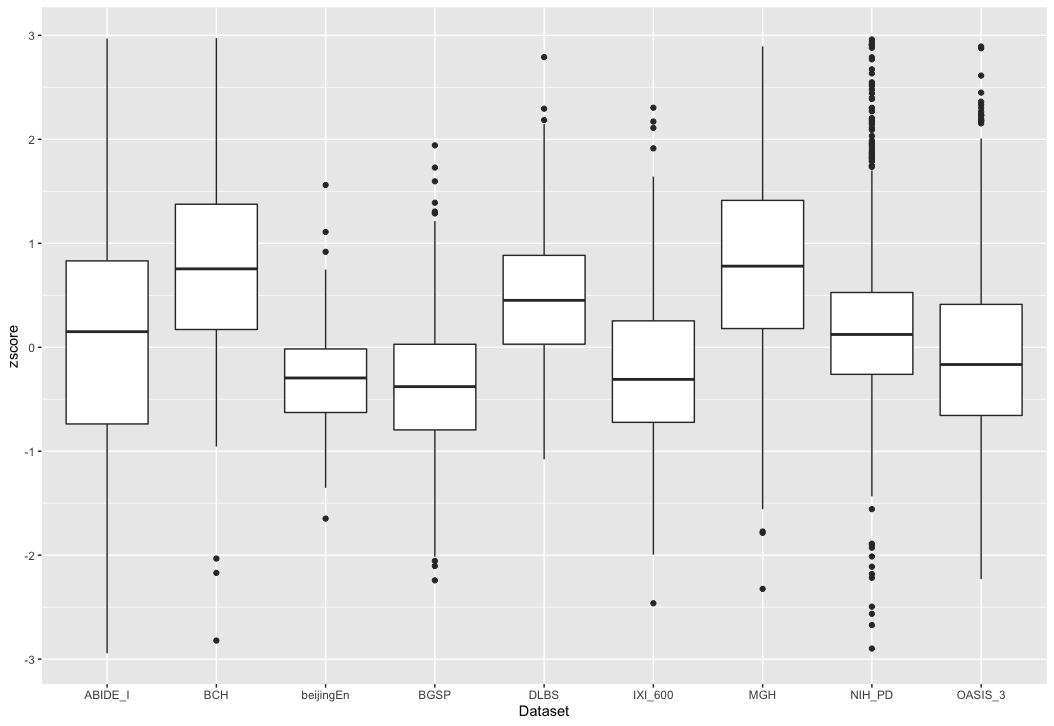 zscore
3
2
1
0
-1
-2
-3
ABIDE_I BCH beijingEn BGSP DLBS IXI_600 MGH NIH_PD OASIS_3
Dataset